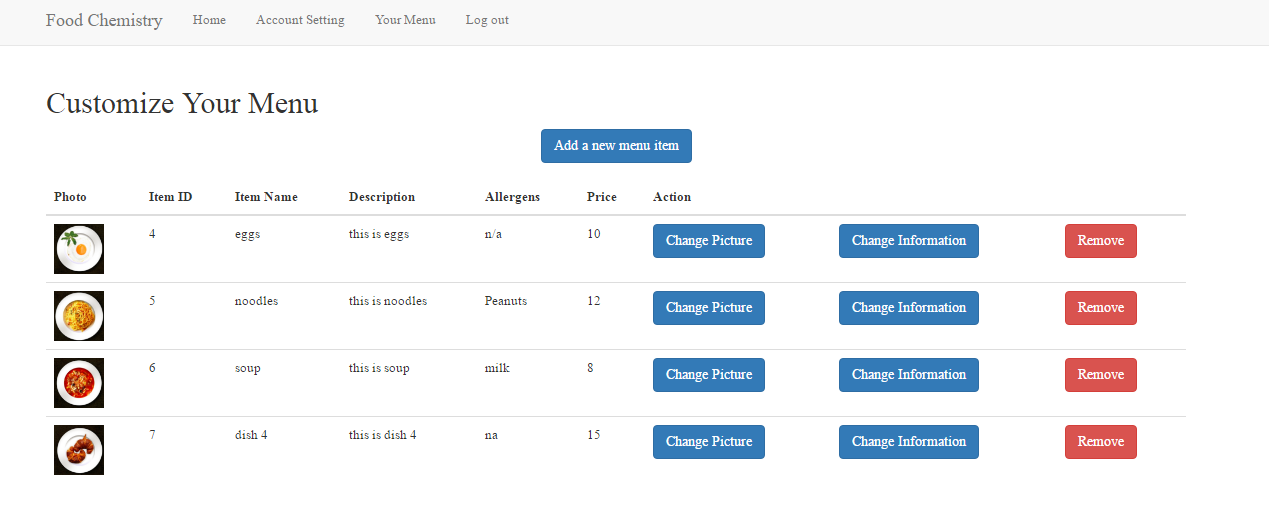 Food Chemistry Home Account Setting Your Menu Log out
Customize Your Menu
Add a new menu item
Photo Item ID Item Name Description Allergens Price Action
4 eggs this is eggs n/a 10 Change Picture Change Information Remove
5 noodles this is noodles Peanuts 12 Change Picture Change Information Remove
6 soup this is soup milk 8 Change Picture Change Information Remove
7 dish 4 this is dish 4 na 15 Change Picture Change Information Remove